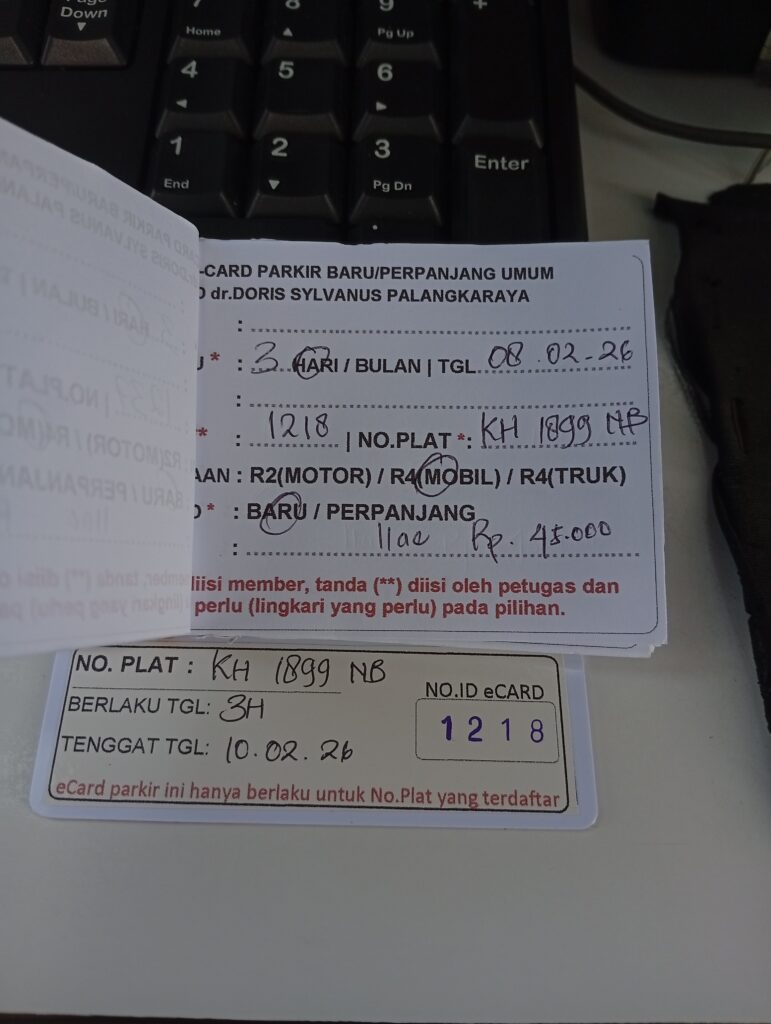 Page
Down
7
Home
8
9
Pg Up
+
4
5
6
1
End
2
3
Pg Dn
Enter
.
-CARD PARKIR BARU/PERPANJANG UMUM
D dr.DORIS SYLVANUS PALANGKARAYA
:
* : 3 HARI / BULAN | TGL 08.02-26
:
* : 1218 | NO.PLAT *: KH 1899 NB
AAN : R2(MOTOR) / R4(MOBIL) / R4(TRUK)
* : BARU / PERPANJANG
: Rp. 45.000
diisi member, tanda (**) diisi oleh petugas dan
perlu (lingkari yang perlu) pada pilihan.
NO. PLAT : KH 1899 NB
BERLAKU TGL: 3H
TENGGAT TGL: 10.02.26
NO.ID eCARD
1218
eCard parkir ini hanya berlaku untuk No.Plat yang terdaftar